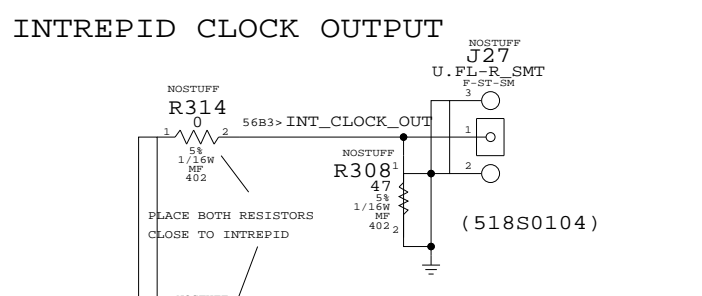 INTREPID CLOCK OUTPUT
NOSTUFF
J27
U.FL-R_SMT
F-ST-SM
3
1
2
NOSTUFF
R314
0
1
2
5%
1/16W
MF
402
56B3> INT_CLOCK_OUT
NOSTUFF
R308
1
47
5%
1/16W
MF
402
2
PLACE BOTH RESISTORS
CLOSE TO INTREPID
(518S0104)